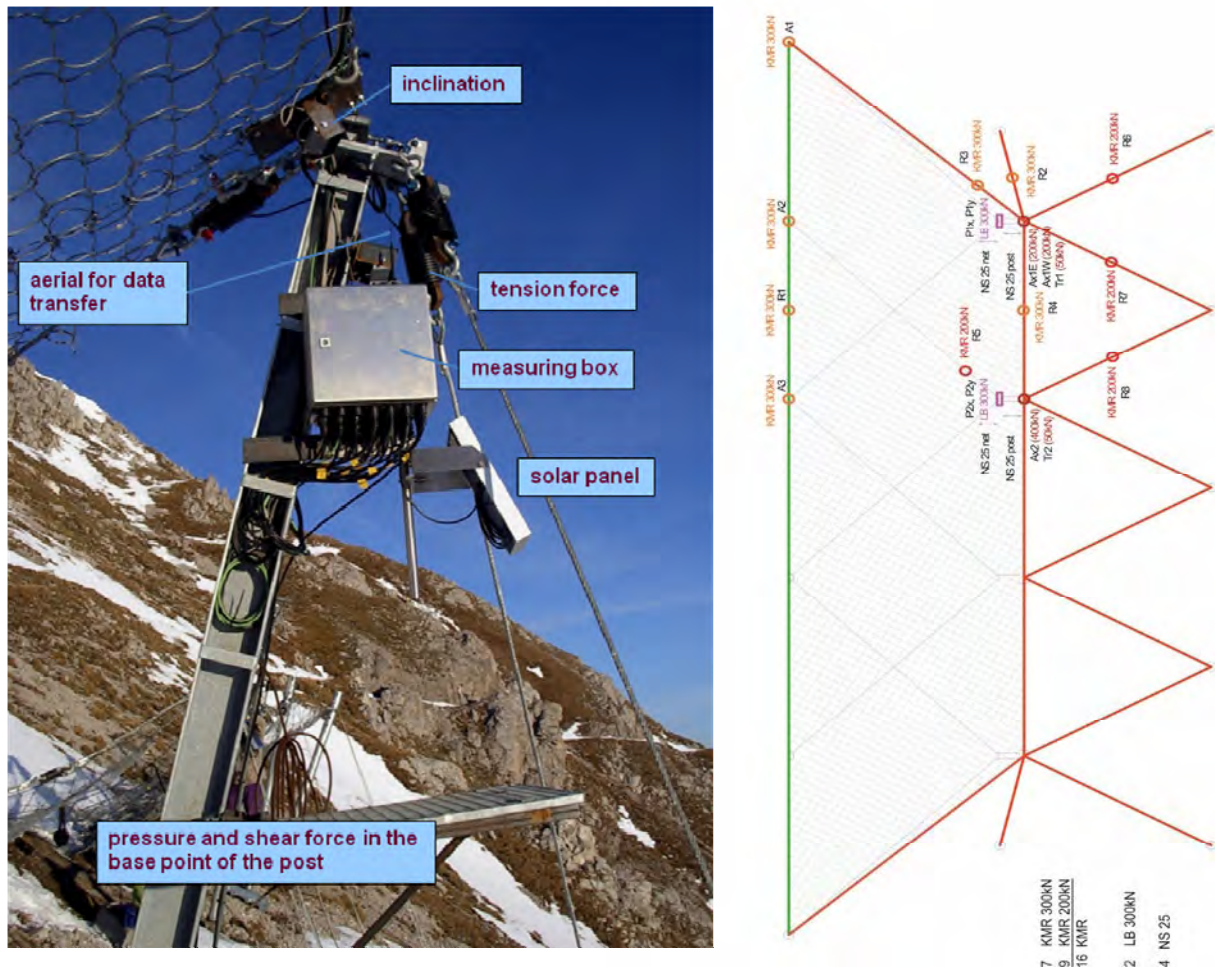 inclination
aerial for data
transfer
tension force
measuring box
solar panel
pressure and shear force in the
base point of the post
KMR 300kN
A1
KMR 300kN
A2
KMR 300kN
R1
KMR 300kN
A3
R3
KMR 300kN
KMR 300kN
R2
KMR 200kN
R6
P1x, P1y
LB 300kN
NS 25 net
NS 25 post
Ax1E (200kN)
Ax1W (200kN)
Tr1 (50kN)
KMR 200kN
R7
KMR 300kN
R4
KMR 200kN
R5
KMR 200kN
R8
P2x, P2y
LB 300kN
NS 25 net
NS 25 post
Ax2 (400kN)
Tr2 (50kN)
7 KMR 300kN
9 KMR 200kN
16 KMR
2 LB 300kN
4 NS 25